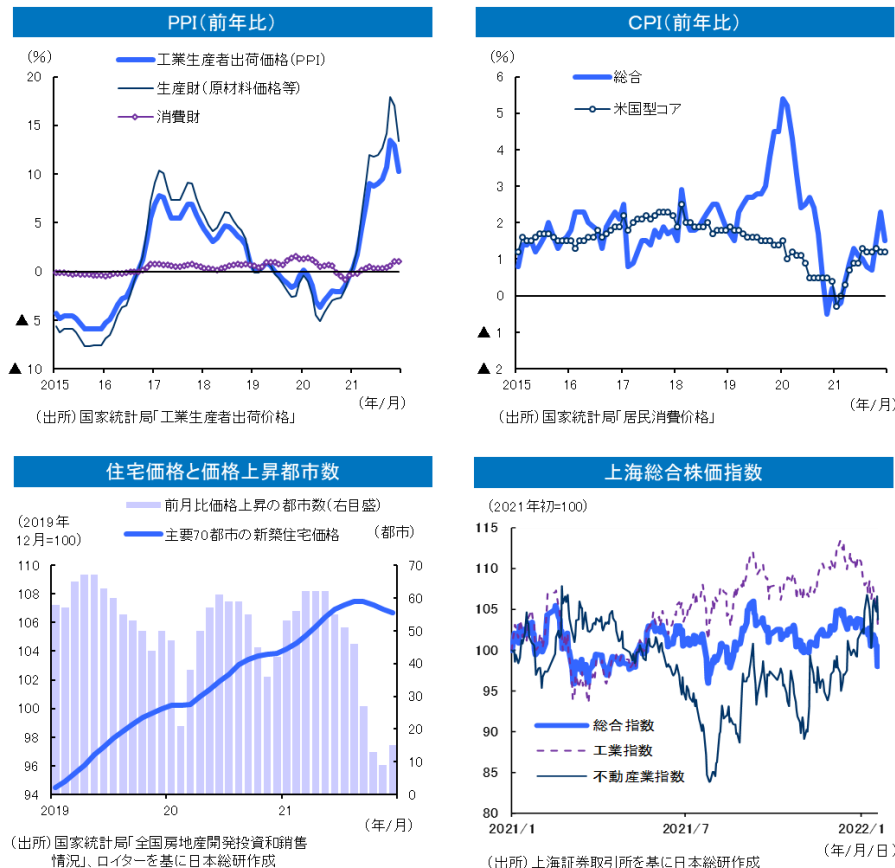 PPI(前年比)
(%)
工業生産者出荷価格(PPI)
生産財(原材料価格等)
消費財
20
15
10
5
0
▲ 5
▲ 10
2015 16 17 18 19 20 21
(年/月)
(出所)国家統計局「工業生産者出荷価格」
CPI(前年比)
(%)
総合
米国型コア
6
5
4
3
2
1
0
▲ 1
▲ 2
2015 16 17 18 19 20 21
(年/月)
(出所)国家統計局「居民消費価格」
住宅価格と価格上昇都市数
前月比価格上昇の都市数(右目盛)
主要70都市の新築住宅価格
(2019年
12月=100)
(都市)
110
108
106
104
102
100
98
96
94
70
60
50
40
30
20
10
0
2019 20 21
(年/月)
(出所)国家統計局「全国房地産開発投資和銷售
情況」、ロイターを基に日本総研作成
上海総合株価指数
(2021年初=100)
115
110
105
100
95
90
85
80
総合指数
工業指数
不動産業指数
2021/1 2021/7 2022/1
(年/月/日)
(出所)上海証券取引所を基に日本総研作成